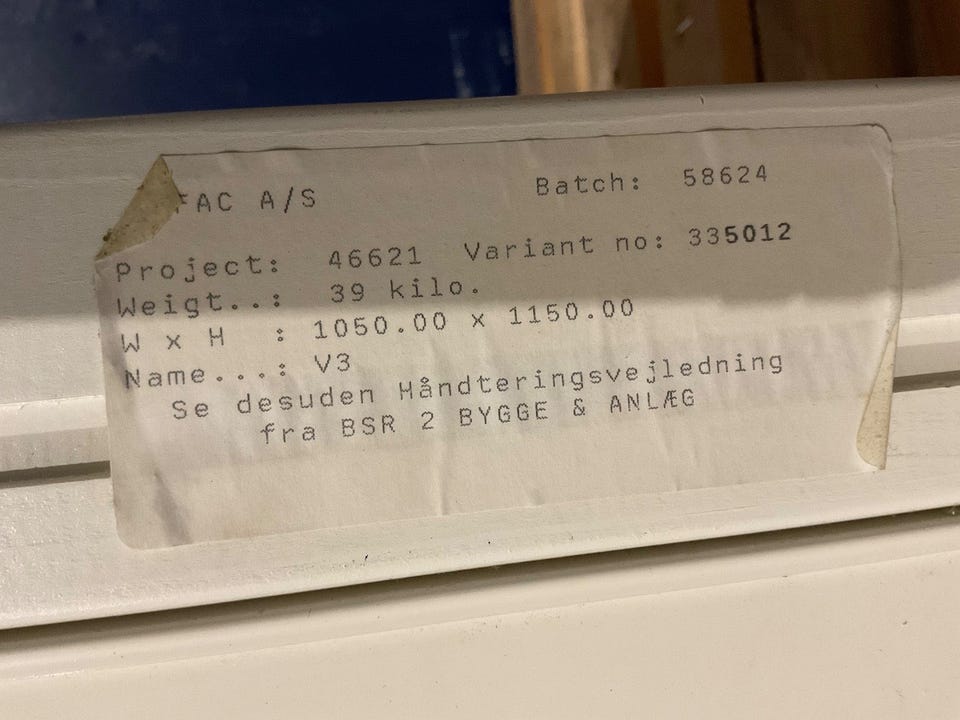 FAC A/S Batch: 58624
Project: 46621 Variant no: 335012
Weigt..: 39 kilo.
W x H : 1050.00 x 1150.00
Name...: V3
Se desuden Håndteringsvejledning
fra BSR 2 BYGGE & ANLÆG